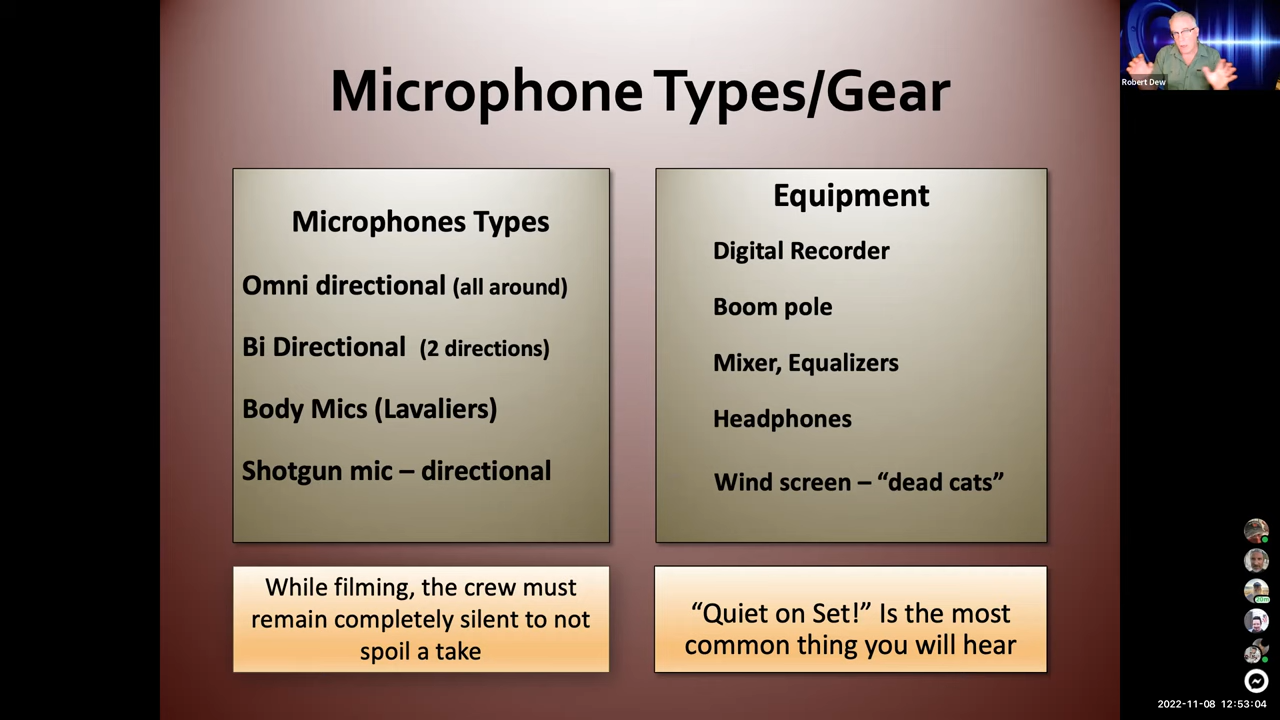 Microphone Types/Gear
Microphones Types
Omni directional (all around)
Bi Directional (2 directions)
Body Mics (Lavaliers)
Shotgun mic – directional
Equipment
Digital Recorder
Boom pole
Mixer, Equalizers
Headphones
Wind screen – “dead cats”
While filming, the crew must
remain completely silent to not
spoil a take
“Quiet on Set!” Is the most
common thing you will hear
Robert Dew
2022-11-08 12:53:04